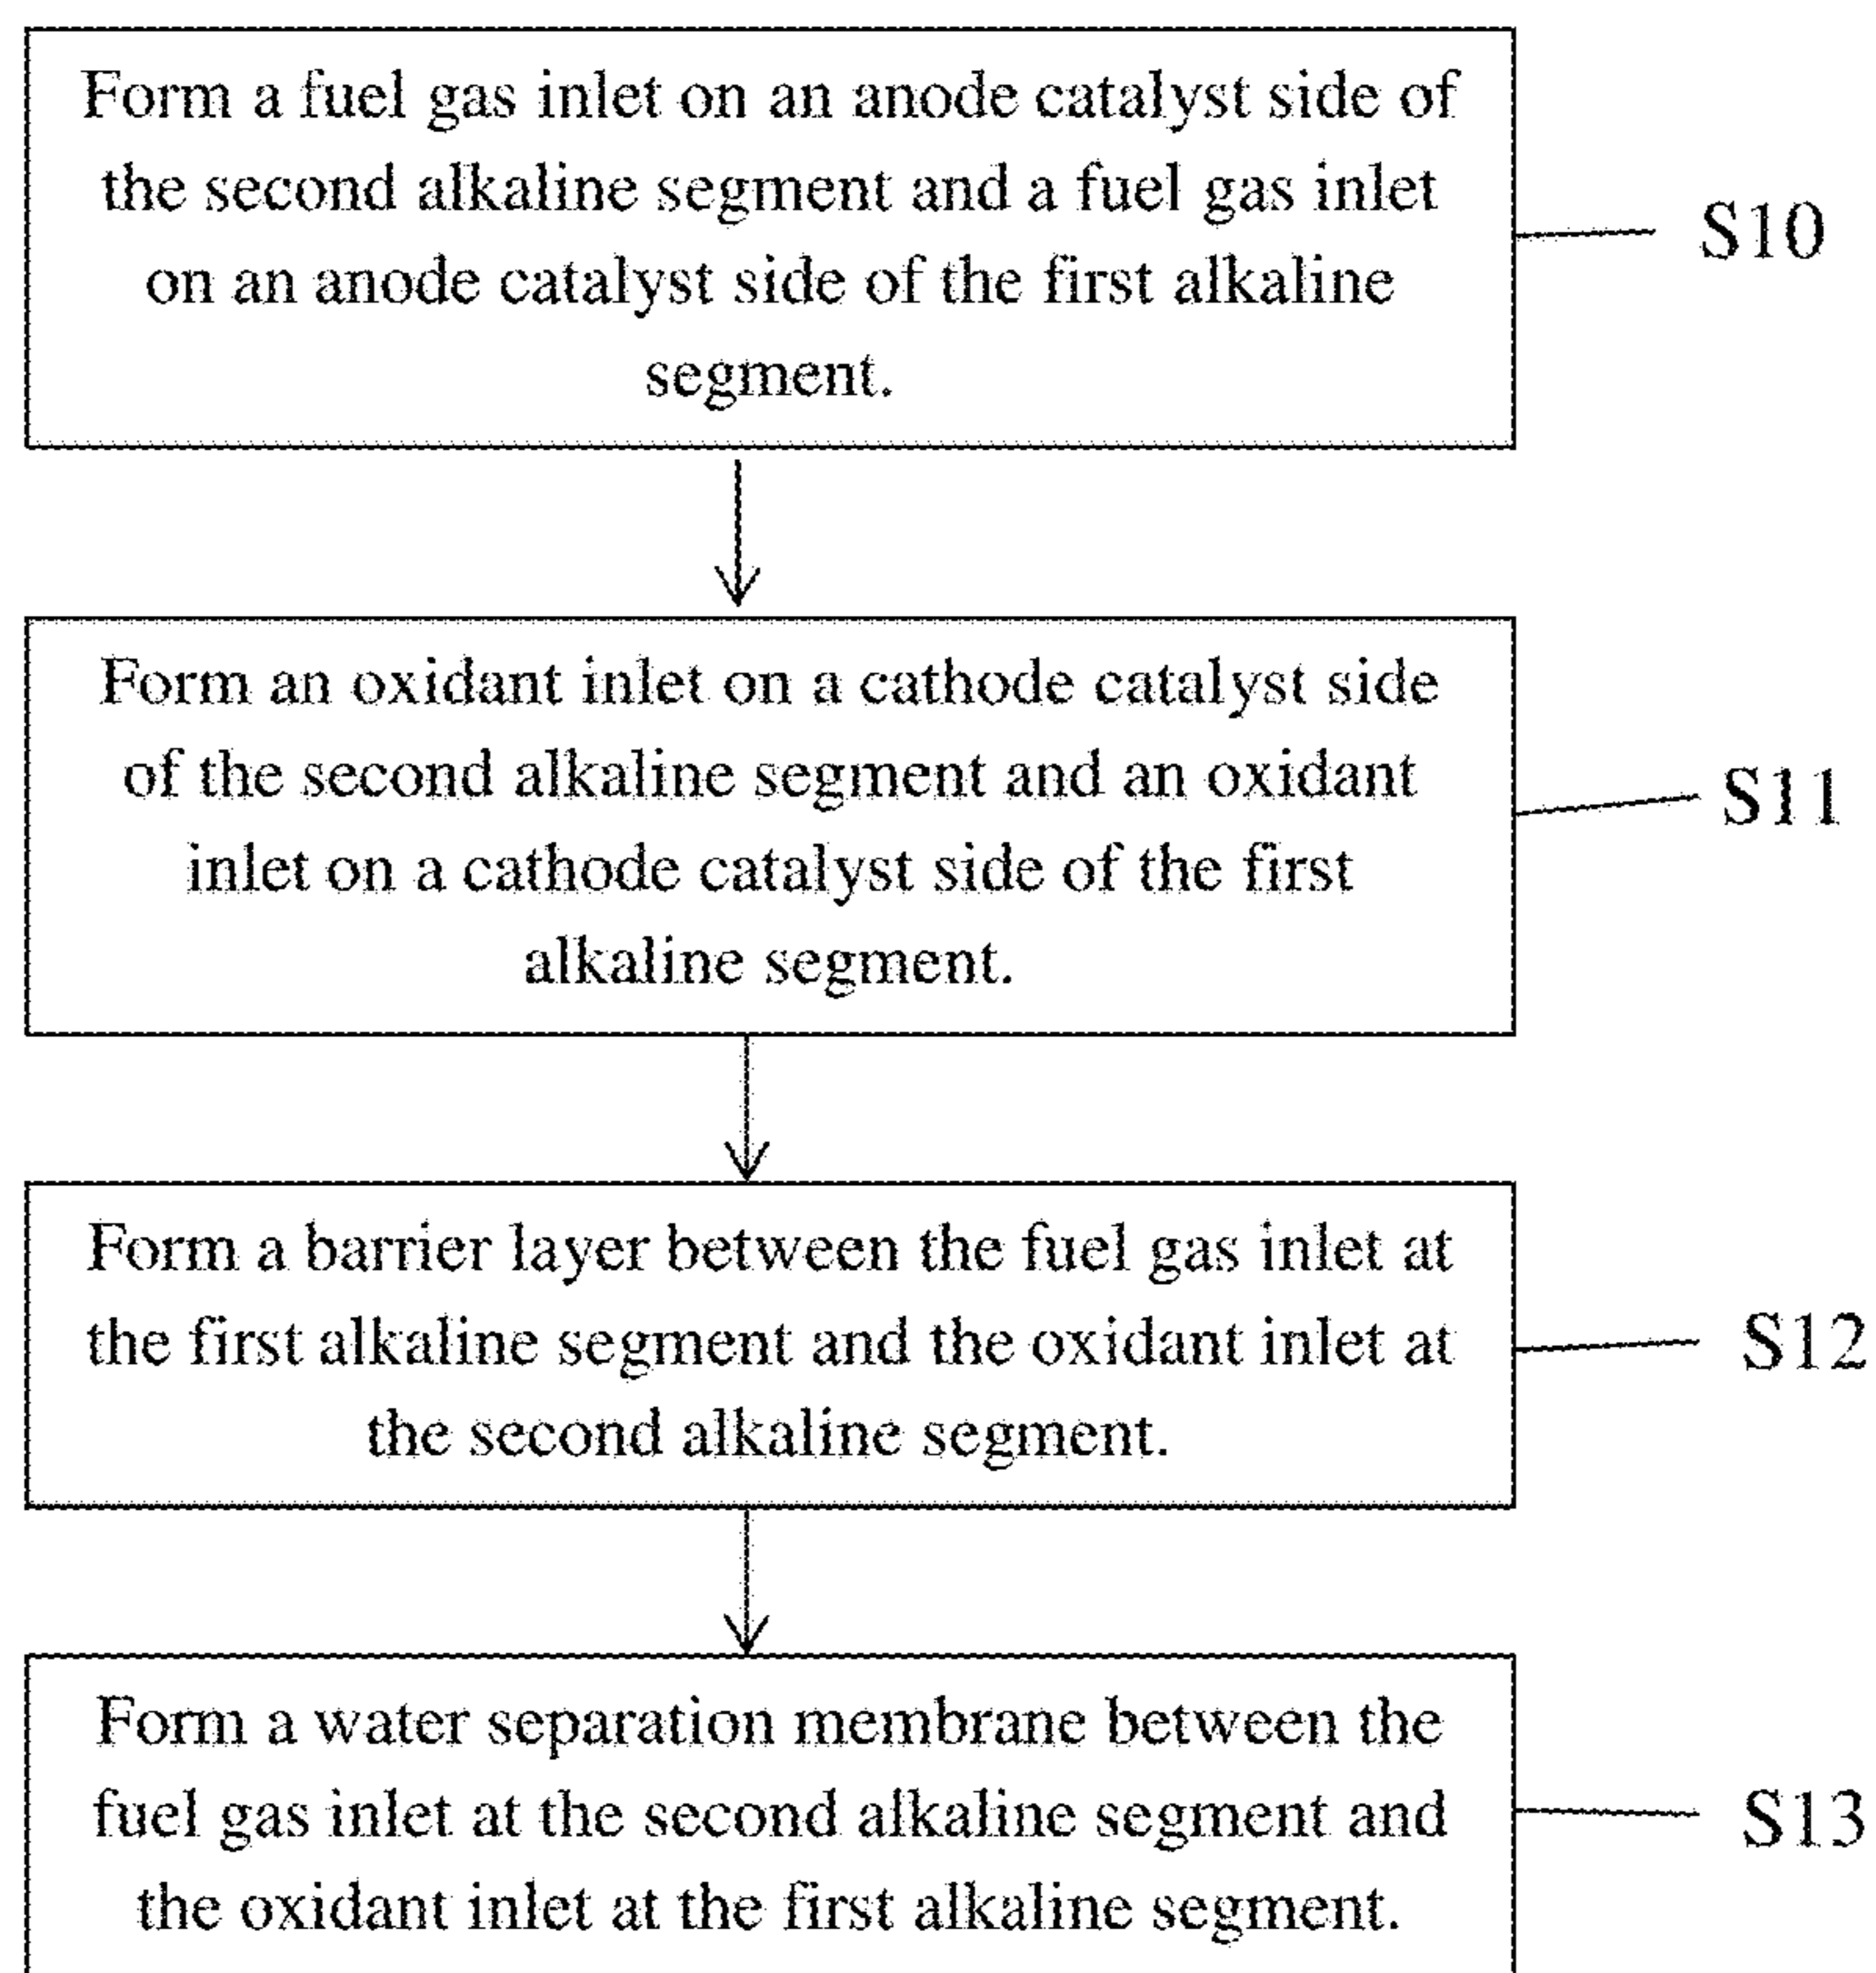 Form a fuel gas inlet on an anode catalyst side of
the second alkaline segment and a fuel gas inlet
on an anode catalyst side of the first alkaline
segment.
S10
Form an oxidant inlet on a cathode catalyst side
of the second alkaline segment and an oxidant
inlet on a cathode catalyst side of the first
alkaline segment.
S11
Form a barrier layer between the fuel gas inlet at
the first alkaline segment and the oxidant inlet at
the second alkaline segment.
S12
Form a water separation membrane between the
fuel gas inlet at the second alkaline segment and
the oxidant inlet at the first alkaline segment.
S13